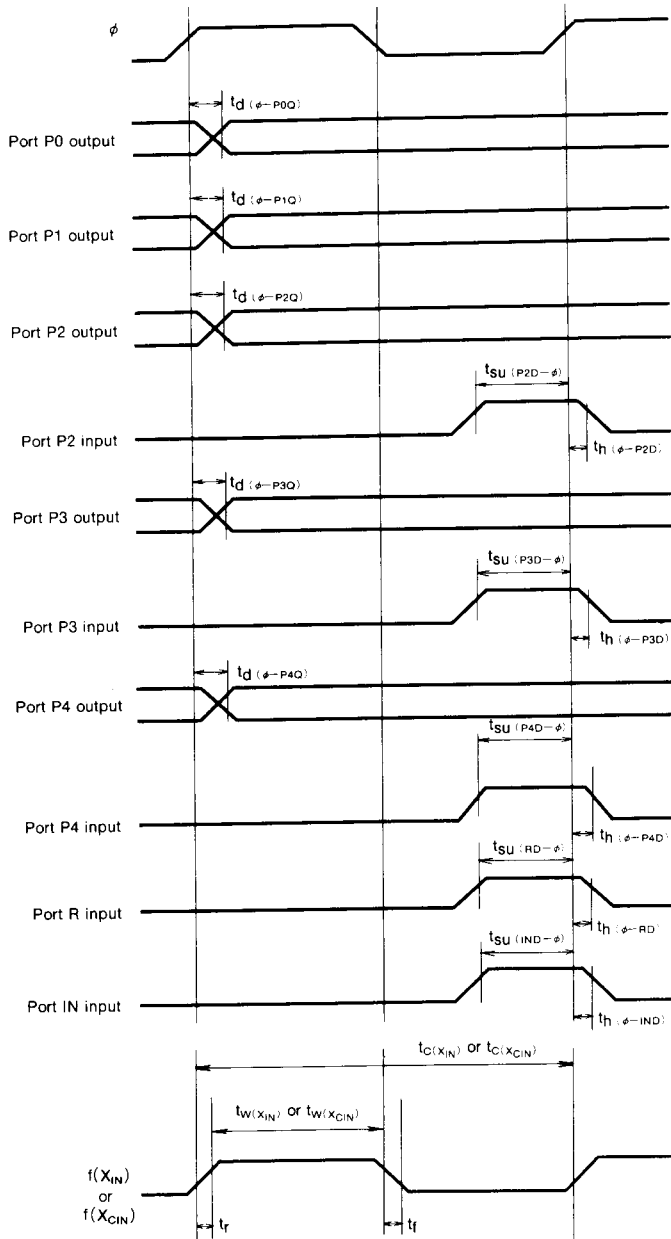 φ
td (φ−P0Q)
Port P0 output
td (φ−P1Q)
Port P1 output
td (φ−P2Q)
Port P2 output
tsu (P2D−φ)
Port P2 input
th (φ−P2D)
td (φ−P3Q)
Port P3 output
tsu (P3D−φ)
Port P3 input
th (φ−P3D)
td (φ−P4Q)
Port P4 output
tsu (P4D−φ)
Port P4 input
th (φ−P4D)
tsu (RD−φ)
Port R input
th (φ−RD)
tsu (IND−φ)
Port IN input
th (φ−IND)
tC(XIN) or tC(XCIN)
tW(XIN) or tW(XCIN)
f(XIN)
or
f(XCIN)
tr
tf